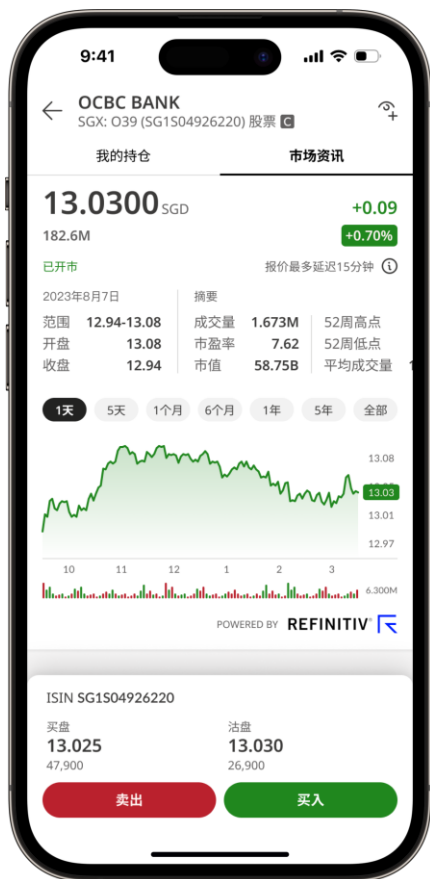 9:41
OCBC BANK
SGX: O39 (SG1S04926220) 股票 C
我的持仓 市场资讯
13.0300 SGD +0.09
182.6M +0.70%
已开市 报价最多延迟15分钟
2023年8月7日 摘要
范围 12.94-13.08 成交量 1.673M 52周高点
开盘 13.08 市盈率 7.62 52周低点
收盘 12.94 市值 58.75B 平均成交量 1
1天 5天 1个月 6个月 1年 5年 全部
13.08
13.03
13.01
12.97
10 11 12 1 2 3
6.300M
POWERED BY REFINITIV
ISIN SG1S04926220
买盘 沽盘
13.025 13.030
47,900 26,900
卖出 买入